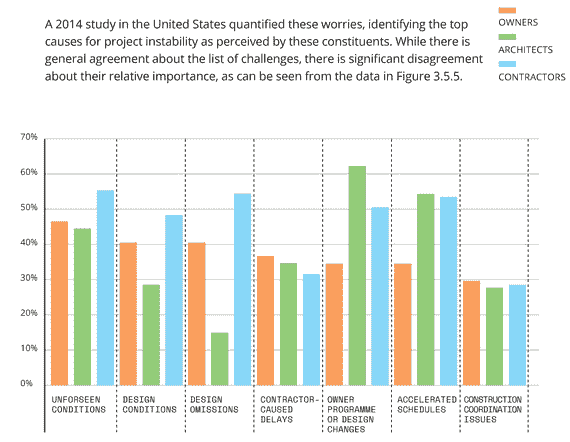 A 2014 study in the United States quantified these worries, identifying the top
causes for project instability as perceived by these constituents. While there is
general agreement about the list of challenges, there is significant disagreement
about their relative importance, as can be seen from the data in Figure 3.5.5.
OWNERS
ARCHITECTS
CONTRACTORS
70%
60%
50%
40%
30%
20%
10%
0%
UNFORSEEN
CONDITIONS
DESIGN
CONDITIONS
DESIGN
OMISSIONS
CONTRACTOR-
CAUSED
DELAYS
OWNER
PROGRAMME
OR DESIGN
CHANGES
ACCELERATED
SCHEDULES
CONSTRUCTION
COORDINATION
ISSUES